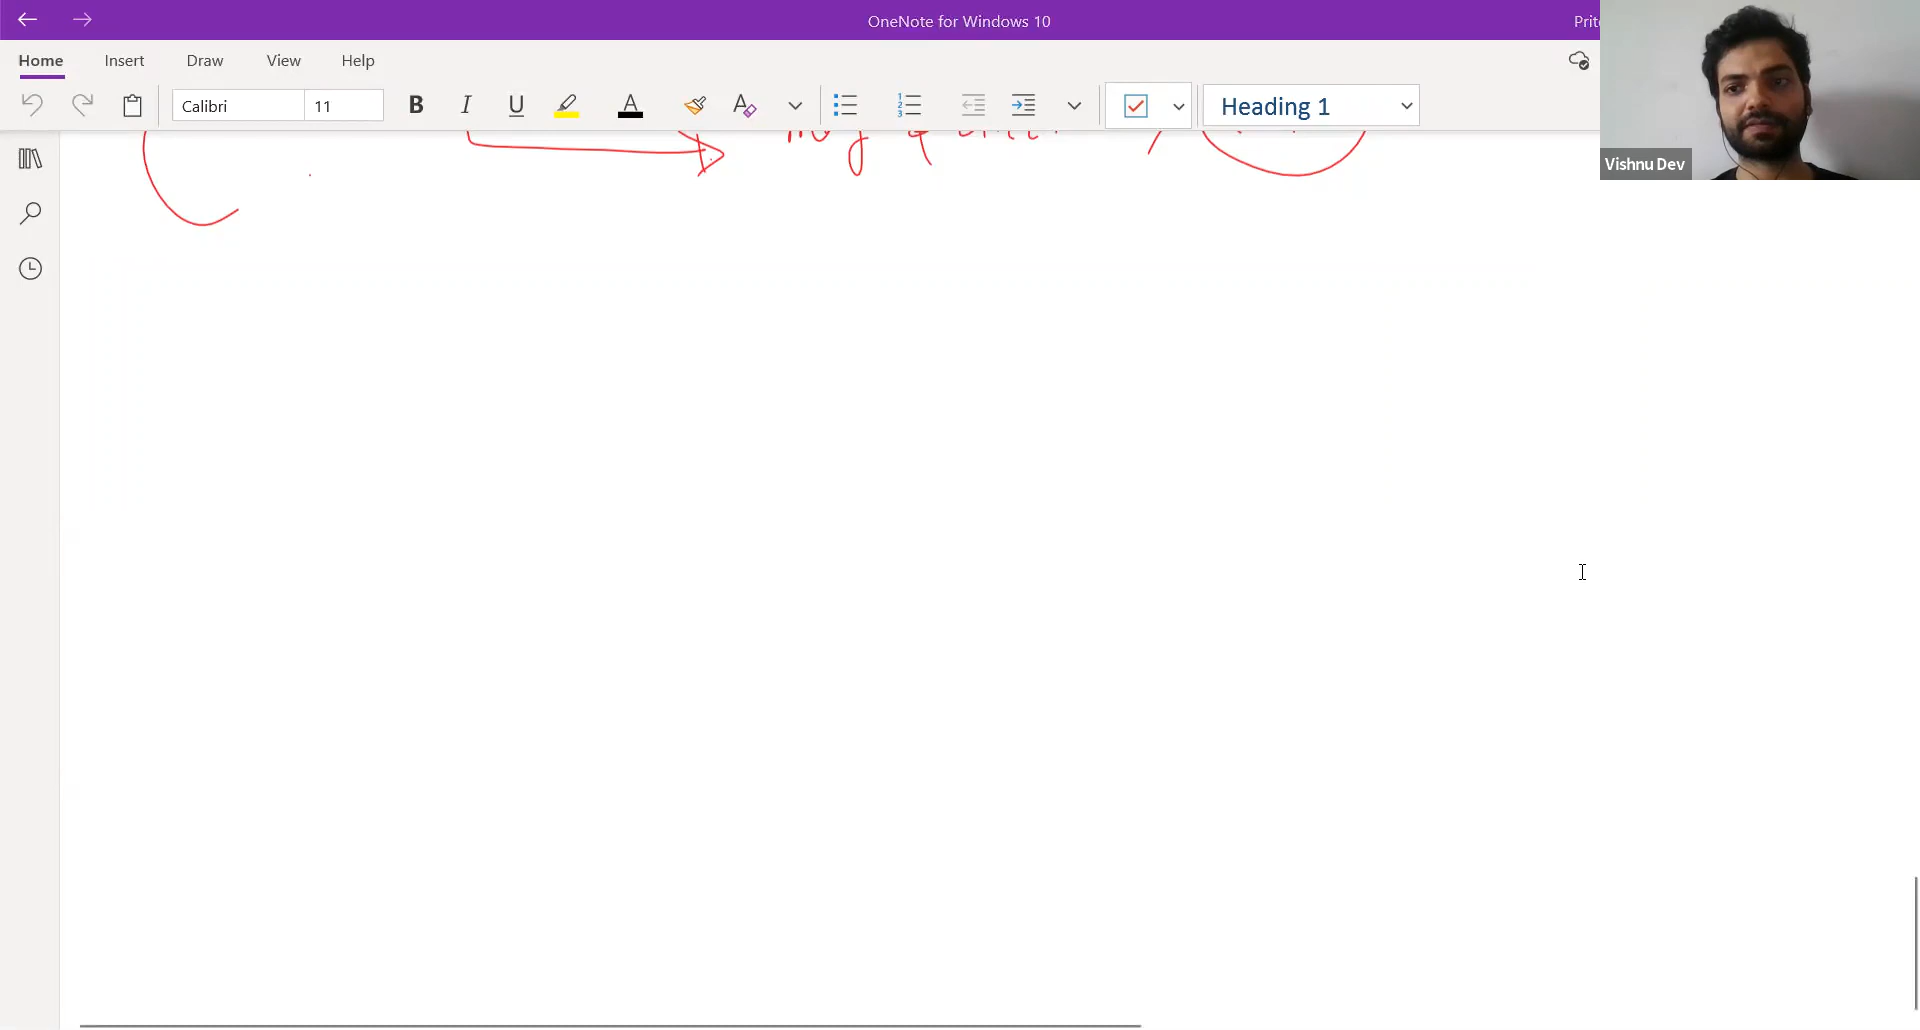 OneNote for Windows 10
Home Insert Draw View Help
Calibri 11 B I U A Heading 1
Vishnu Dev